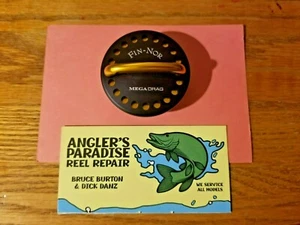 FIN-NOR
MEGADRAG
ANGLER'S
PARADISE
REEL REPAIR
BRUCE BURTON
& DICK DANZ
WE SERVICE
ALL MODELS